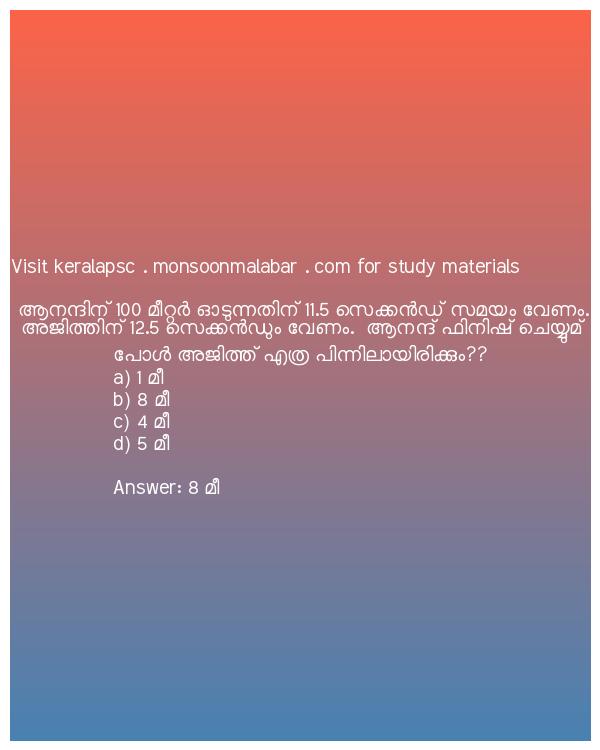 Visit keralapsc . monsoonmalabar . com for study materials
ആനന്ദിന് 100 മീറ്റർ ഓടുന്നതിന് 11.5 സെക്കൻഡ് സമയം വേണം.
അജിത്തിന് 12.5 സെക്കൻഡും വേണം. ആനന്ദ് ഫിനിഷ് ചെയ്യുമ്
പോൾ അജിത്ത് എത്ര പിന്നിലായിരിക്കും??
a) 1 മീ
b) 8 മീ
c) 4 മീ
d) 5 മീ
Answer: 8 മീ